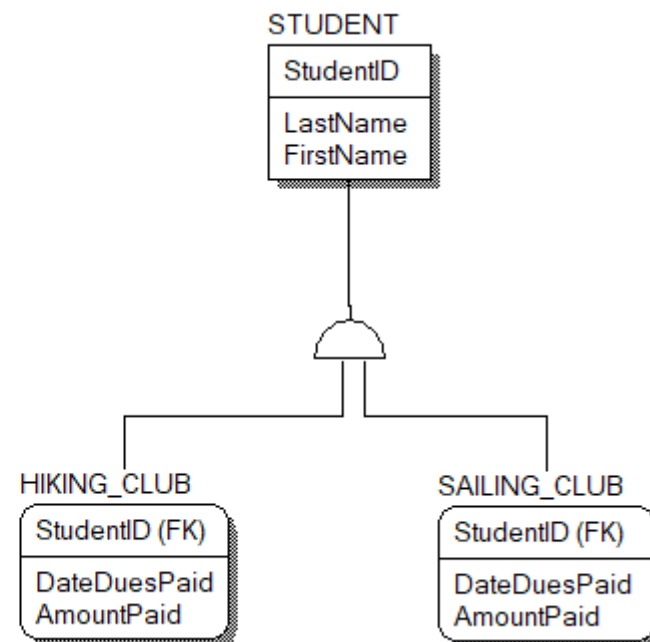 STUDENT
StudentID
LastName
FirstName
HIKING_CLUB
StudentID (FK)
DateDuesPaid
AmountPaid
SAILING_CLUB
StudentID (FK)
DateDuesPaid
AmountPaid